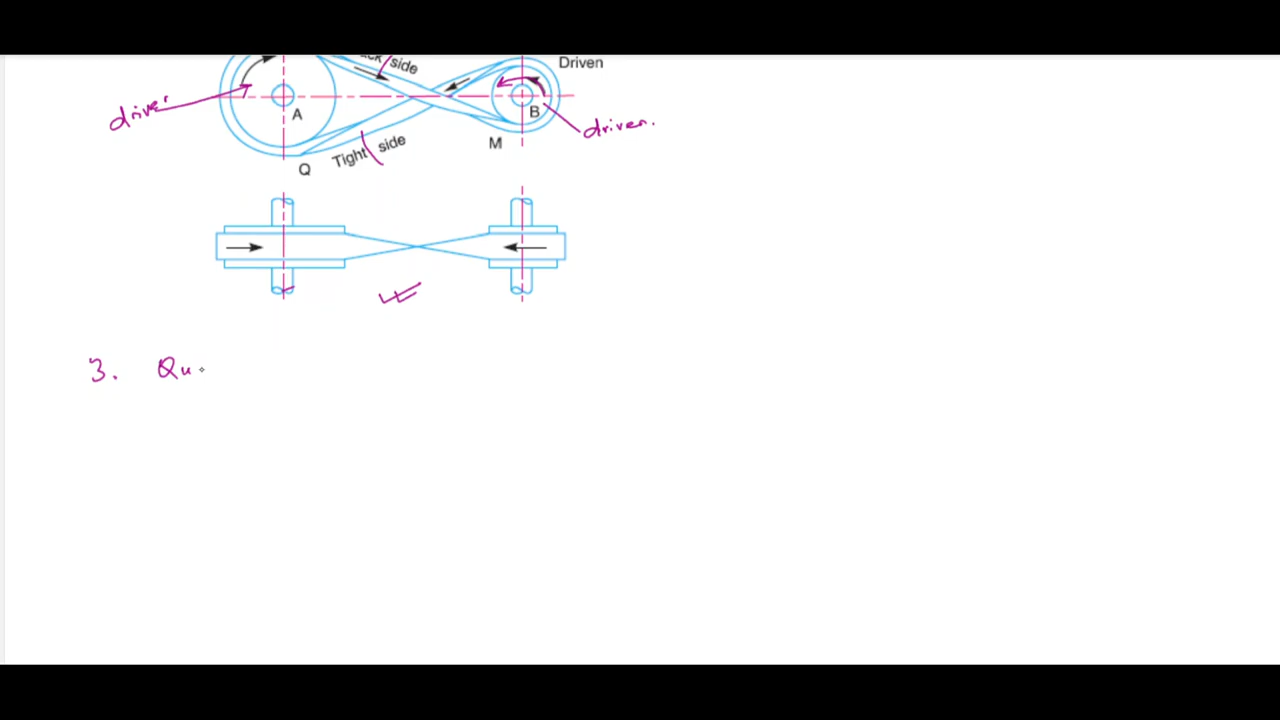 side
Driven
driver
A
B
driven.
Tight side
M
Q
3. Qu